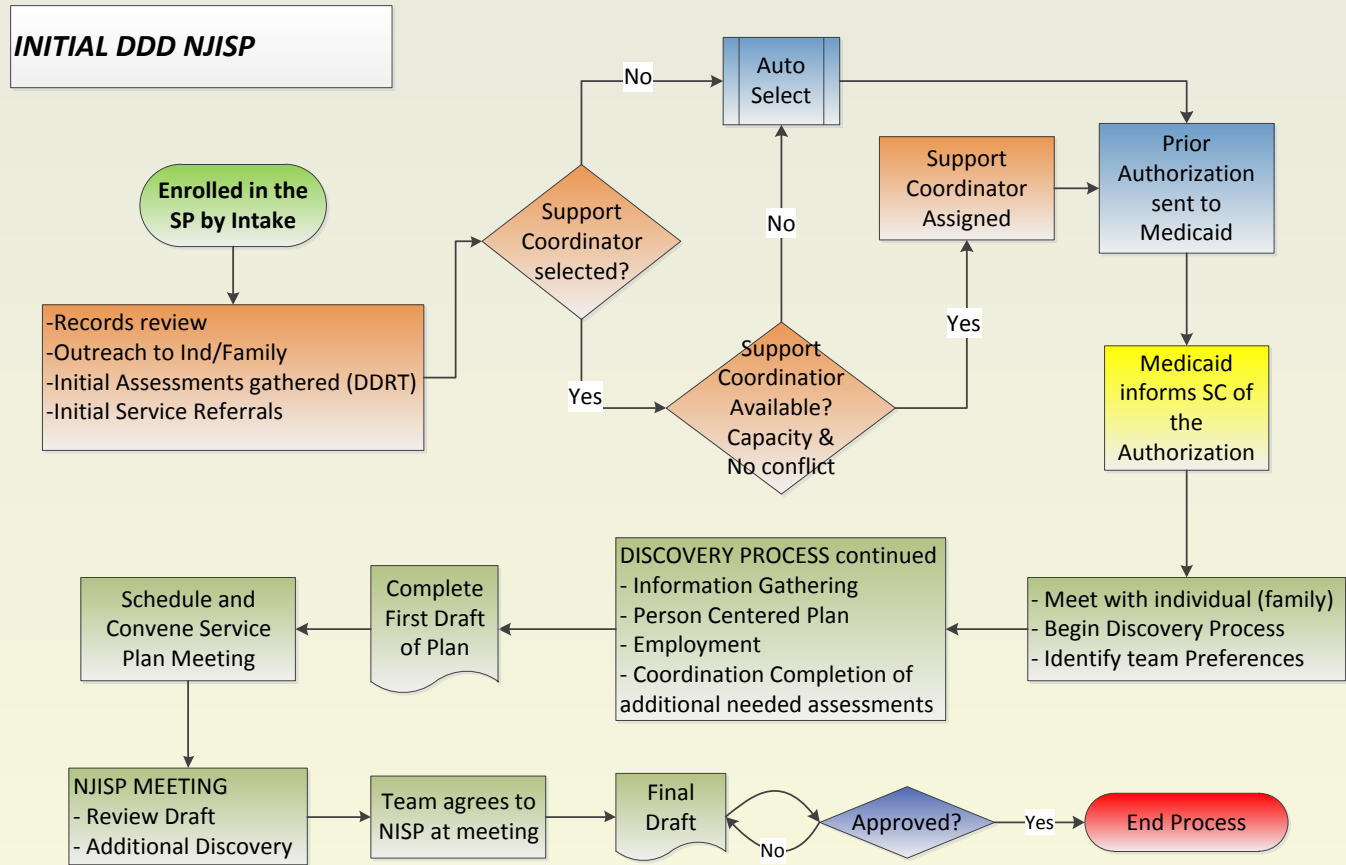 INITIAL DDD NJISP
Enrolled in the
SP by Intake
-Records review
-Outreach to Ind/Family
-Initial Assessments gathered (DDRT)
-Initial Service Referrals
Support
Coordinator
selected?
No
Yes
Auto
Select
Support
Coordinatior
Available?
Capacity &
No conflict
No
Yes
Support
Coordinator
Assigned
Prior
Authorization
sent to
Medicaid
Medicaid
informs SC of
the
Authorization
- Meet with individual (family)
- Begin Discovery Process
- Identify team Preferences
DISCOVERY PROCESS continued
- Information Gathering
- Person Centered Plan
- Employment
- Coordination Completion of
additional needed assessments
Complete
First Draft
of Plan
Schedule and
Convene Service
Plan Meeting
NJISP MEETING
- Review Draft
- Additional Discovery
Team agrees to
NISP at meeting
Final
Draft
No
Approved?
Yes
End Process